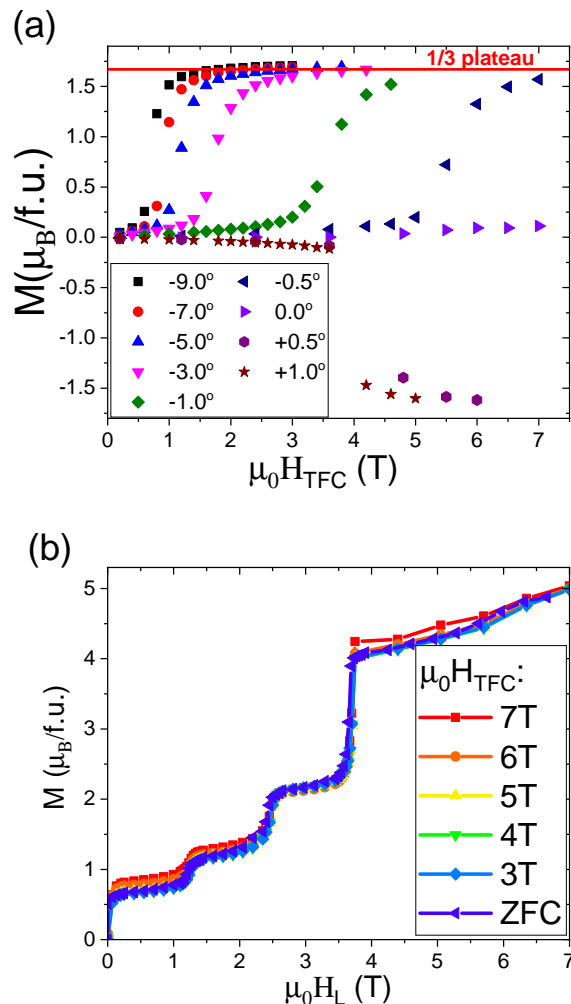 (a)
1/3 plateau
1.5
1.0
0.5
0.0
-0.5
-1.0
-1.5
M(μB/f.u.)
-9.0° -0.5°
-7.0° 0.0°
-5.0° +0.5°
-3.0° +1.0°
-1.0°
0 1 2 3 4 5 6 7
μ0HTFC (T)
(b)
5
4
3
2
1
0
M (μB/f.u.)
μ0HTFC:
7T
6T
5T
4T
3T
ZFC
0 1 2 3 4 5 6 7
μ0HL (T)